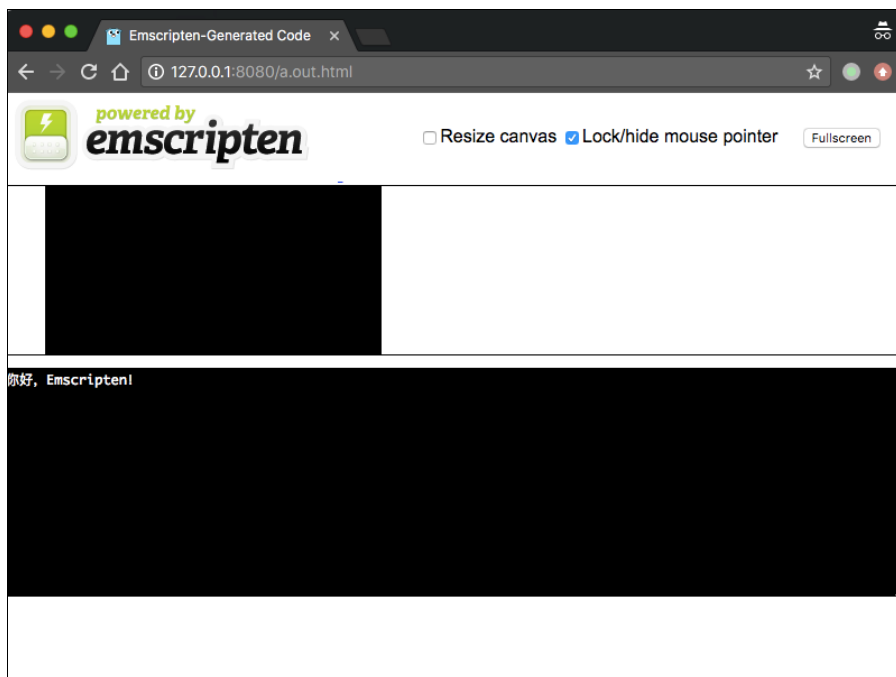 Emscripten-Generated Code
127.0.0.1:8080/a.out.html
powered by
emscripten
Resize canvas Lock/hide mouse pointer Fullscreen
你好，Emscripten!